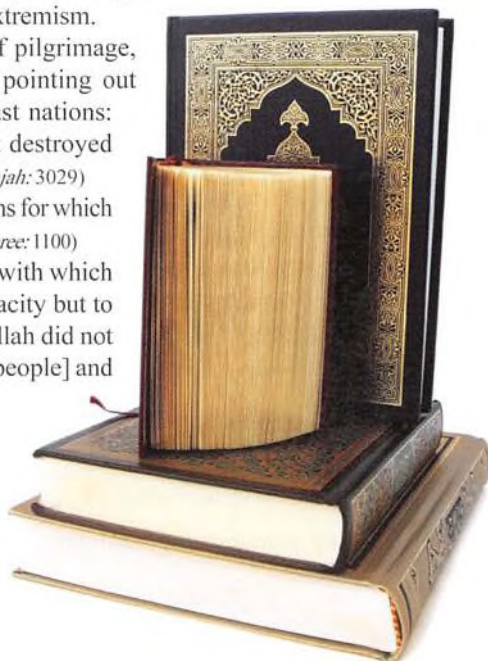 xtremism.
f pilgrimage,
pointing out
ast nations:
t destroyed
jah: 3029)
ns for which
ree: 1100)
with which
acity but to
llah did not
people] and